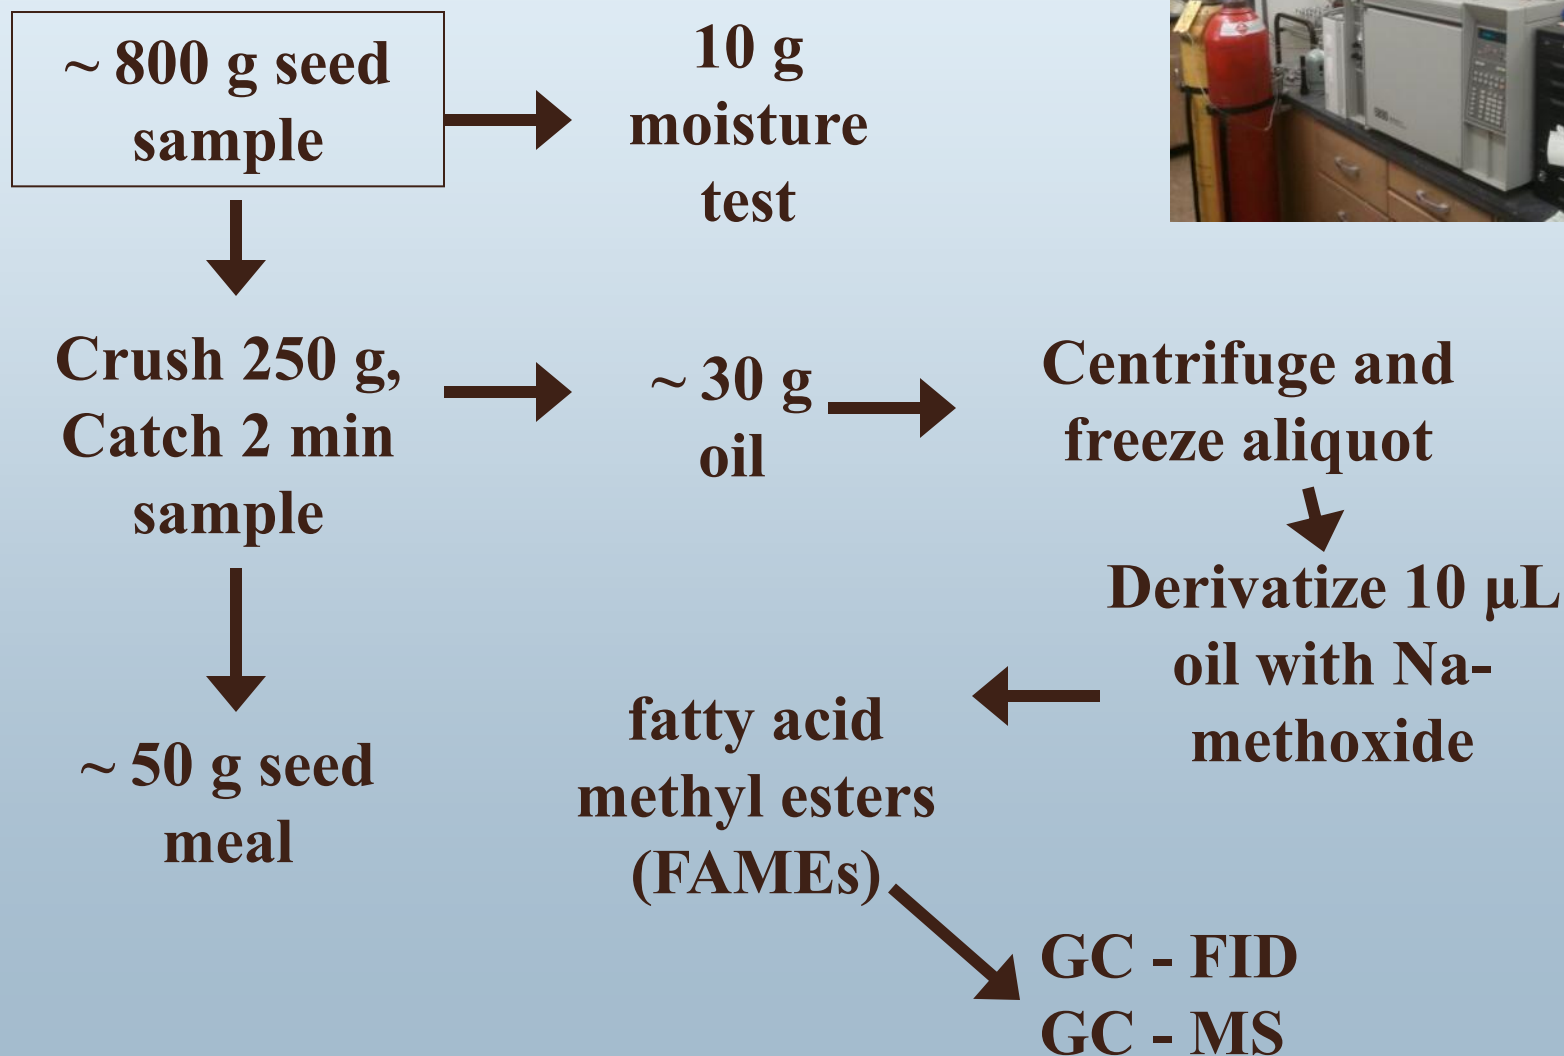 ~ 800 g seed
sample
10 g
moisture
test
Crush 250 g,
Catch 2 min
sample
~ 30 g
oil
Centrifuge and
freeze aliquot
Derivatize 10 µL
oil with Na-
methoxide
fatty acid
methyl esters
(FAMEs)
~ 50 g seed
meal
GC - FID
GC - MS